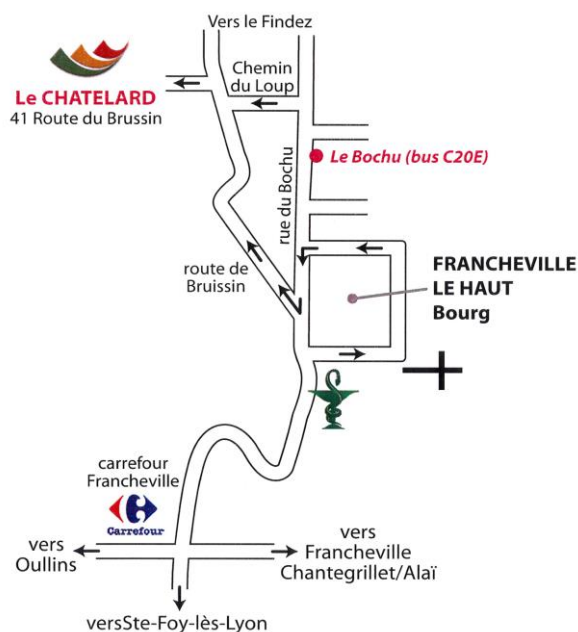 Vers le Findez
Chemin
du Loup
Le CHATELARD
41 Route du Brussin
Le Bochu (bus C20E)
rue du Bochu
route de
Bruissin
FRANCHEVILLE
LE HAUT
Bourg
carrefour
Francheville
Carrefour
vers
Oullins
vers
Francheville
Chantegrillet/Alaï
versSte-Foy-lès-Lyon